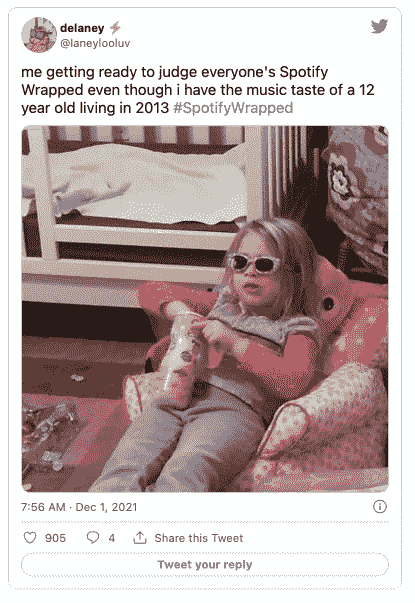 delaney ⚡
@laneylooluv
me getting ready to judge everyone's Spotify
Wrapped even though i have the music taste of a 12
year old living in 2013 #SpotifyWrapped
7:56 AM · Dec 1, 2021
905 4 Share this Tweet
Tweet your reply